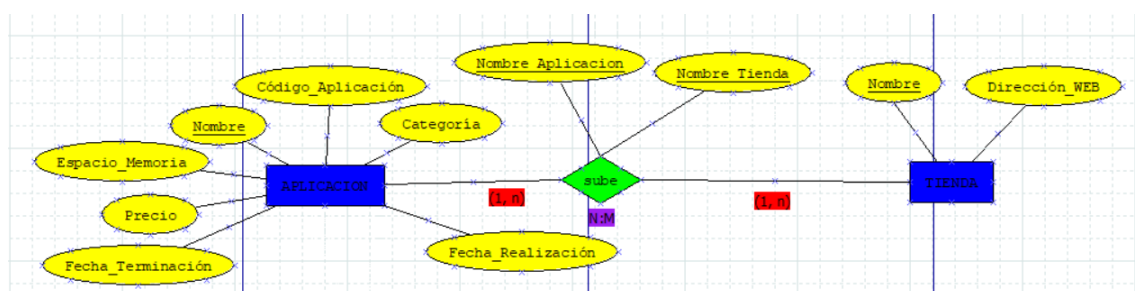 Nombre Aplicacion
Nombre Tienda
Nombre
Dirección_WEB
Código_Aplicación
Nombre
Categoría
Espacio_Memoria
APLICACION
sube
TIENDA
(1, n)
(1, n)
Precio
N:M
Fecha_Terminación
Fecha_Realización